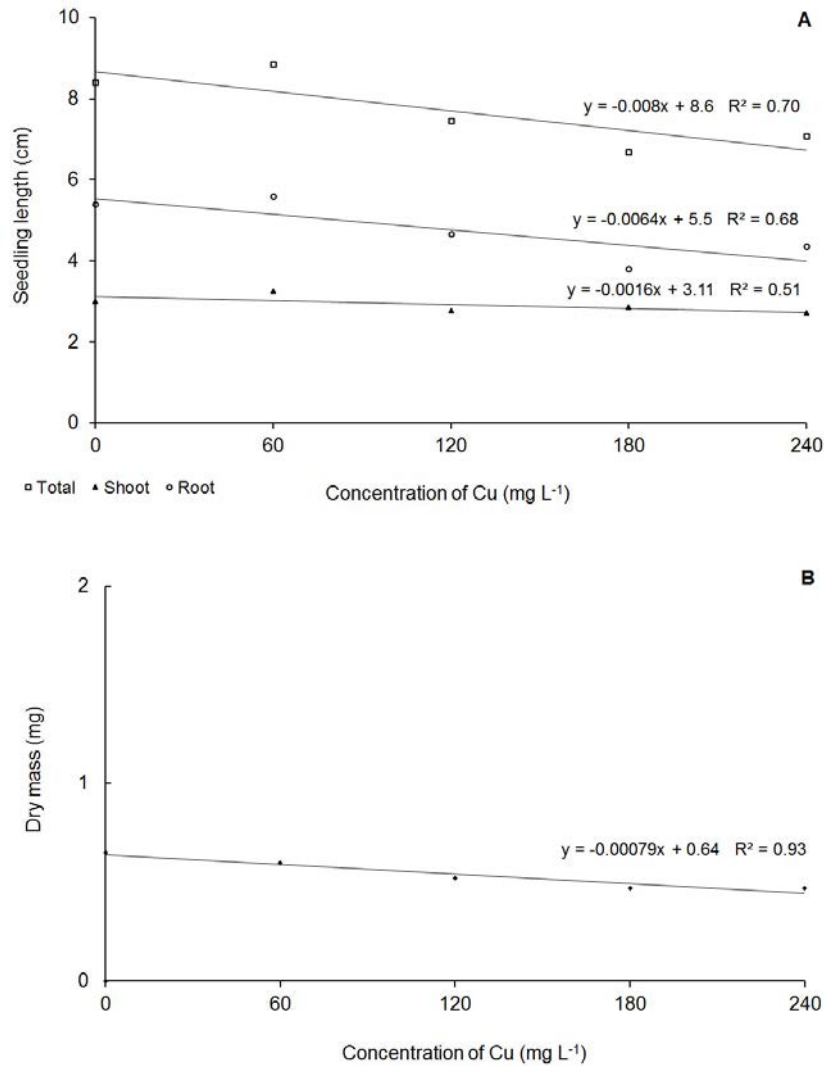 A
10
8
6
4
2
0
Seedling length (cm)
y = -0.008x + 8.6 R² = 0.70
y = -0.0064x + 5.5 R² = 0.68
y = -0.0016x + 3.11 R² = 0.51
0 60 120 180 240
Total Shoot Root
Concentration of Cu (mg L⁻¹)
B
2
1
0
Dry mass (mg)
y = -0.00079x + 0.64 R² = 0.93
0 60 120 180 240
Concentration of Cu (mg L⁻¹)